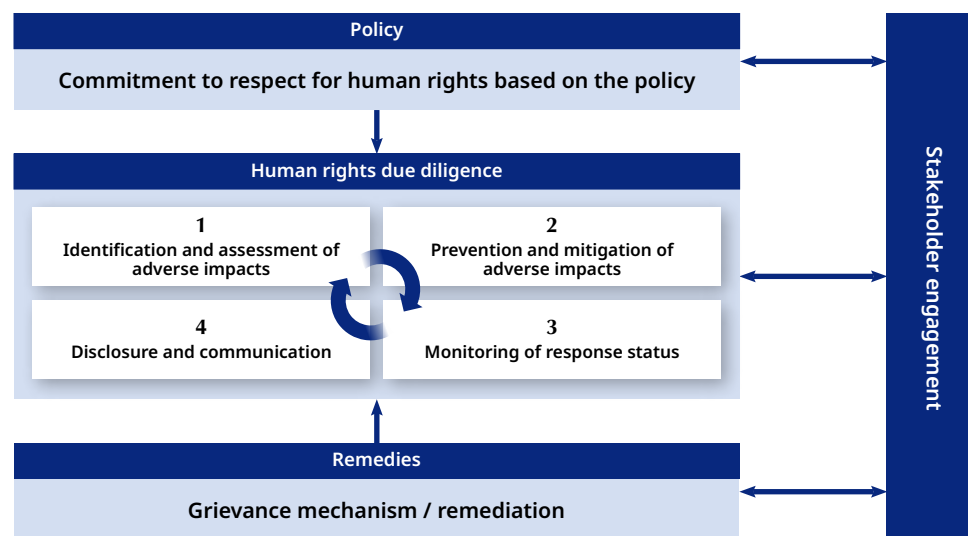 Policy
Commitment to respect for human rights based on the policy
Human rights due diligence
1
Identification and assessment of
adverse impacts
2
Prevention and mitigation of
adverse impacts
4
Disclosure and communication
3
Monitoring of response status
Remedies
Grievance mechanism / remediation
Stakeholder engagement